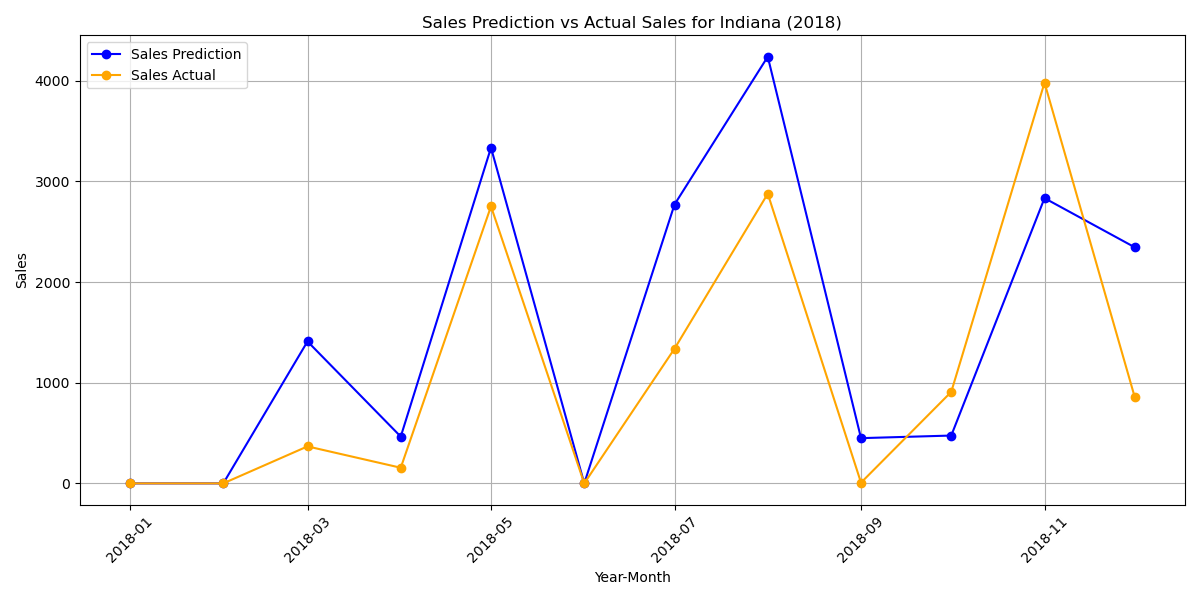 Sales Prediction vs Actual Sales for Indiana (2018)
Sales Prediction
Sales Actual
Sales
4000
3000
2000
1000
0
2018-01
2018-03
2018-05
2018-07
2018-09
2018-11
Year-Month